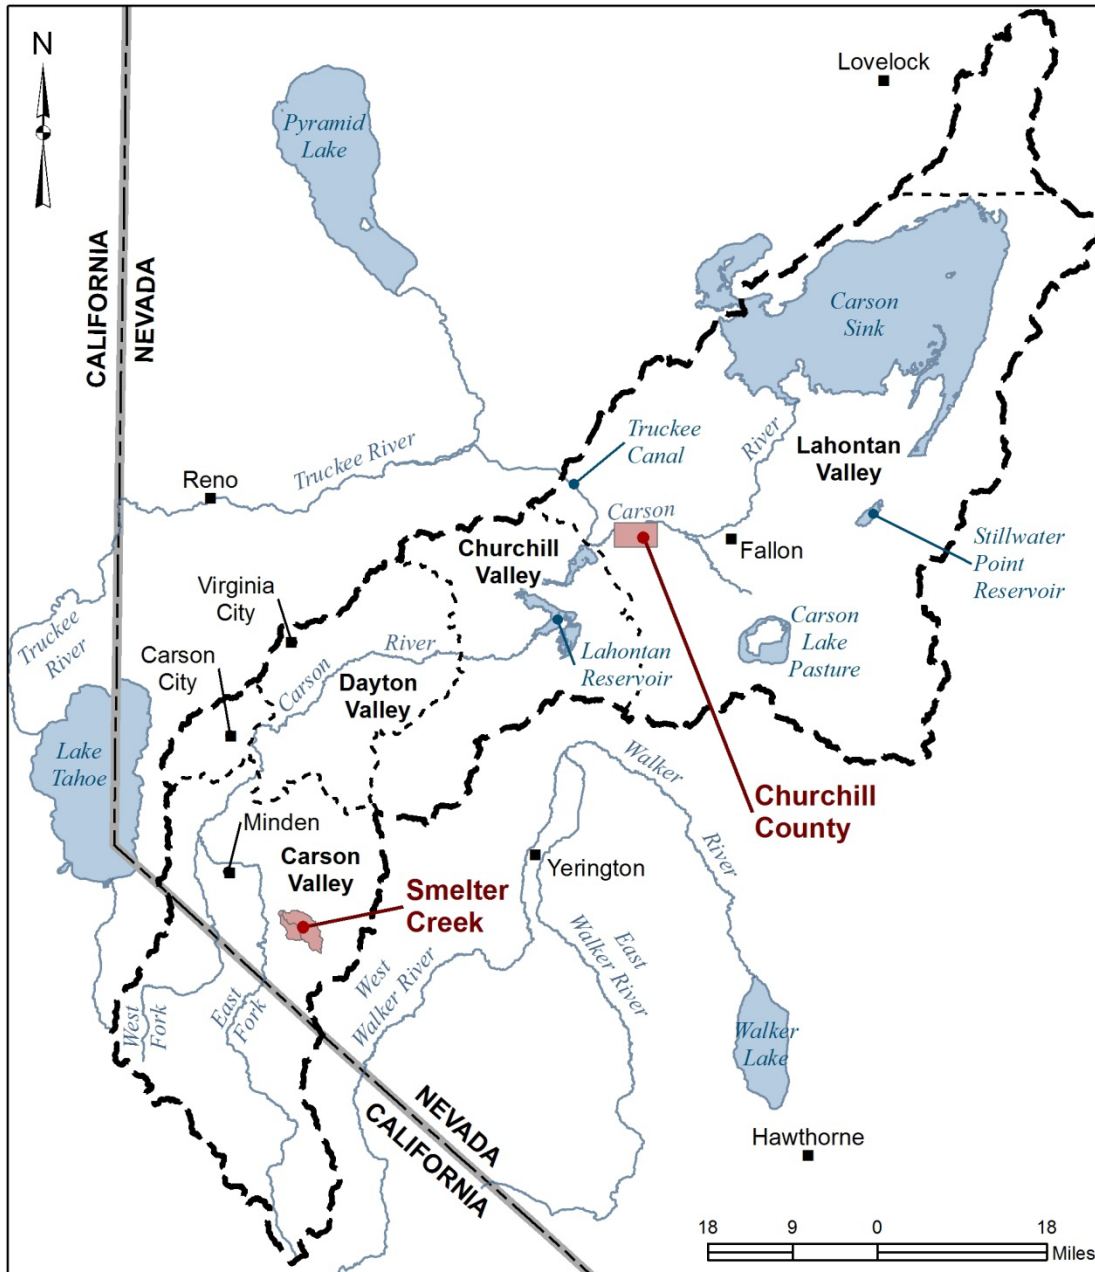 N
Lovelock
Pyramid
Lake
CALIFORNIA
NEVADA
Carson
Sink
Truckee
Canal
River
Lahontan
Valley
Truckee River
Reno
Carson
Churchill
Valley
Fallon
Stillwater
Point
Reservoir
Virginia
City
Truckee
River
Carson
City
River
Carson
Dayton
Valley
Lahontan
Reservoir
Carson
Lake
Pasture
Lake
Tahoe
Walker
River
Churchill
County
Minden
Carson
Valley
Yerington
Smelter
Creek
West
Walker River
East
Walker River
West
Fork
East
Fork
Walker
Lake
NEVADA
CALIFORNIA
Hawthorne
18 9 0 18
Miles